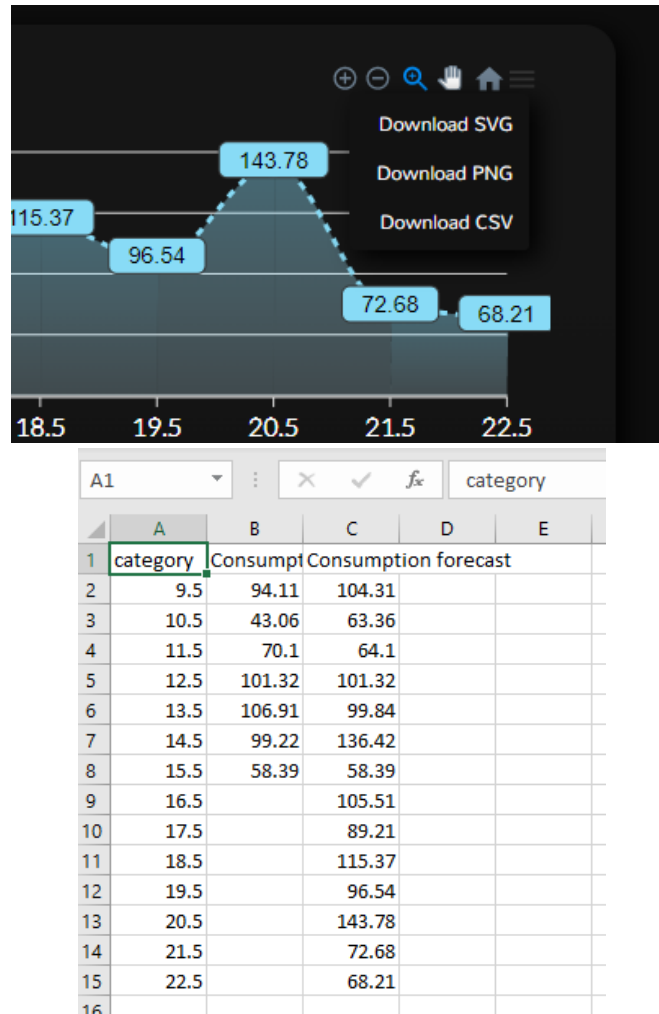 Download SVG
Download PNG
Download CSV
143.78
115.37
96.54
72.68
68.21
18.5 19.5 20.5 21.5 22.5
A1 fx category
A B C D E
1 category Consumpt Consumption forecast
2 9.5 94.11 104.31
3 10.5 43.06 63.36
4 11.5 70.1 64.1
5 12.5 101.32 101.32
6 13.5 106.91 99.84
7 14.5 99.22 136.42
8 15.5 58.39 58.39
9 16.5 105.51
10 17.5 89.21
11 18.5 115.37
12 19.5 96.54
13 20.5 143.78
14 21.5 72.68
15 22.5 68.21
16